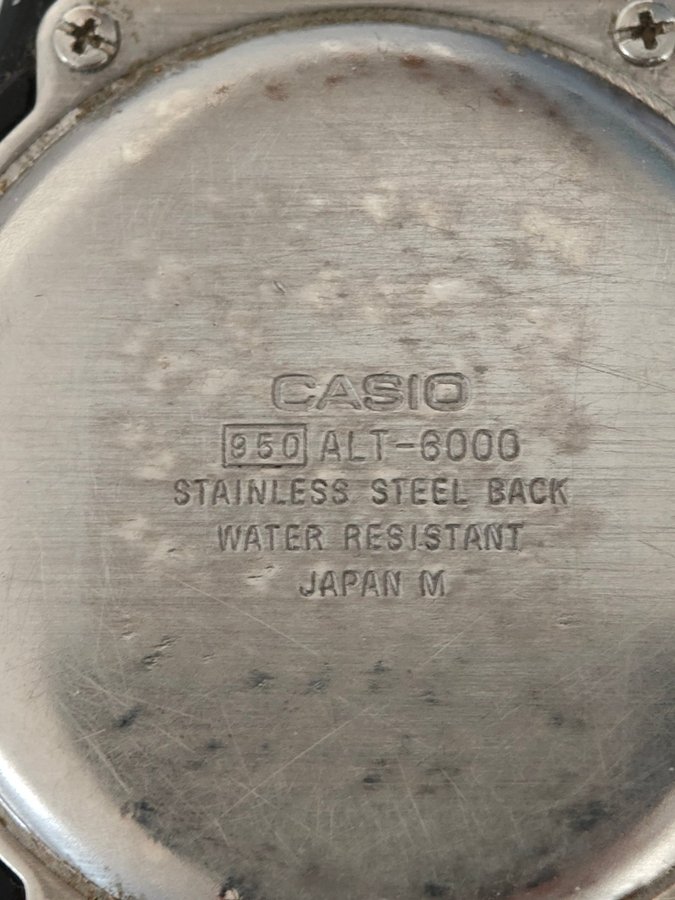 CASIO
950 ALT-6000
STAINLESS STEEL BACK
WATER RESISTANT
JAPAN M